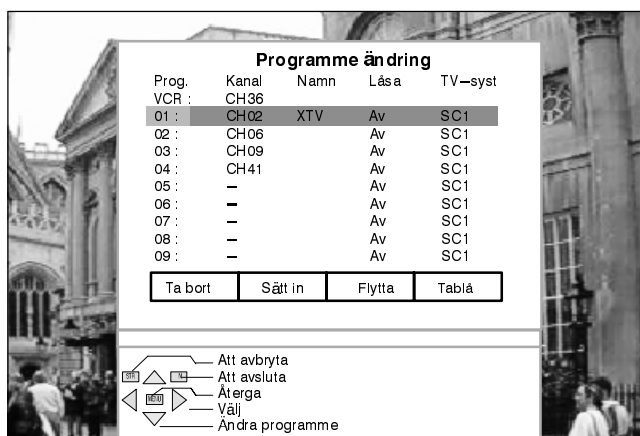 Programme ändring
Prog. Kanal Namn Låsa TV–syst
VCR : CH36
01 : CH02 XTV Av SC1
02 : CH06 Av SC1
03 : CH09 Av SC1
04 : CH41 Av SC1
05 : – Av SC1
06 : – Av SC1
07 : – Av SC1
08 : – Av SC1
09 : – Av SC1
Ta bort Sätt in Flytta Tablå
Att avbryta
STR N Att avsluta
MENU Återga
Välj
Ändra programme